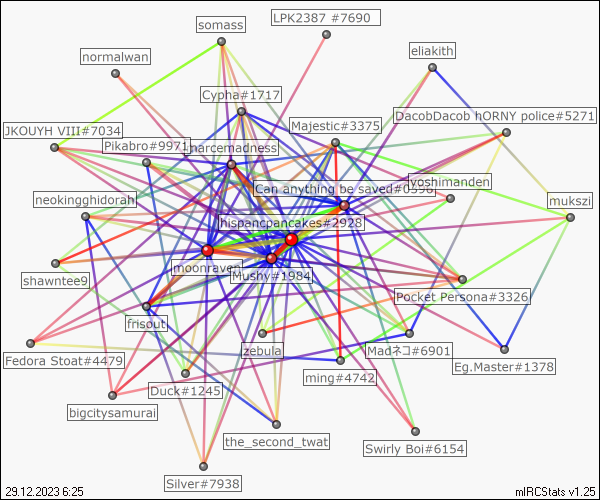 LPK2387 #7690
somass
eliakith
normalwan
Cypha#1717
DacobDacob hORNY police#5271
Majestic#3375
JKOUYH VIII#7034
Pikabro#9971
marcemadness
Can anything be saved#0996
yoshimanden
neokingghidorah
mukszi
hispancpancakes#2928
moonraven
Mushy#1984
shawntee9
Pocket Persona#3326
frisout
zebula
Madネコ#6901
Fedora Stoat#4479
Eg.Master#1378
ming#4742
Duck#1245
bigcitysamurai
the_second_twat
Swirly Boi#6154
Silver#7938
29.12.2023 6:25
mIRCStats v1.25